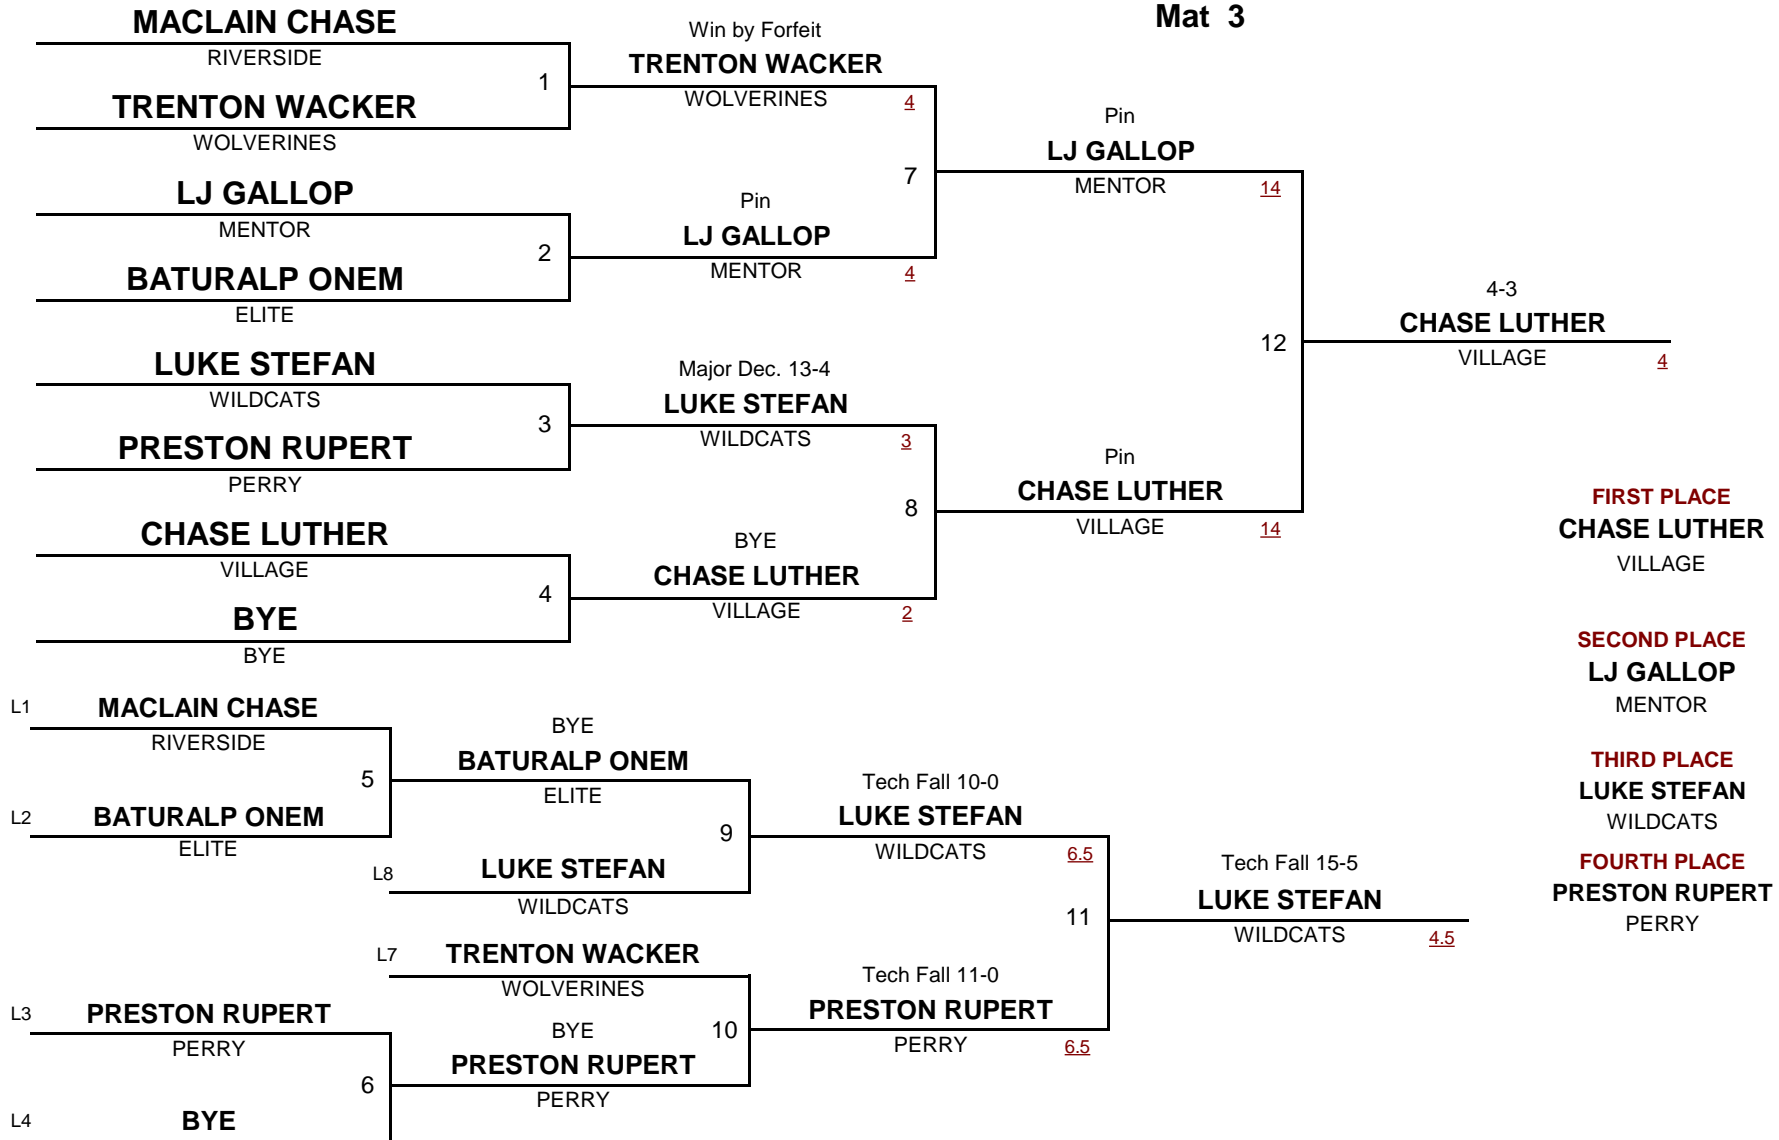 Mat 3
MACLAIN CHASE
RIVERSIDE
1
TRENTON WACKER
WOLVERINES
Win by Forfeit
TRENTON WACKER
WOLVERINES
4
LJ GALLOP
MENTOR
2
BATURALP ONEM
ELITE
Pin
LJ GALLOP
MENTOR
4
7
Pin
LJ GALLOP
MENTOR
14
LUKE STEFAN
WILDCATS
3
PRESTON RUPERT
PERRY
Major Dec. 13-4
LUKE STEFAN
WILDCATS
3
CHASE LUTHER
VILLAGE
4
BYE
BYE
BYE
CHASE LUTHER
VILLAGE
2
8
Pin
CHASE LUTHER
VILLAGE
14
12
4-3
CHASE LUTHER
VILLAGE
4
FIRST PLACE
CHASE LUTHER
VILLAGE
SECOND PLACE
LJ GALLOP
MENTOR
THIRD PLACE
LUKE STEFAN
WILDCATS
FOURTH PLACE
PRESTON RUPERT
PERRY
L1
MACLAIN CHASE
RIVERSIDE
5
L2
BATURALP ONEM
ELITE
BYE
BATURALP ONEM
ELITE
9
L8
LUKE STEFAN
WILDCATS
Tech Fall 10-0
LUKE STEFAN
WILDCATS
6.5
L7
TRENTON WACKER
WOLVERINES
L3
PRESTON RUPERT
PERRY
6
L4
BYE
BYE
PRESTON RUPERT
PERRY
10
Tech Fall 11-0
PRESTON RUPERT
PERRY
6.5
11
Tech Fall 15-5
LUKE STEFAN
WILDCATS
4.5